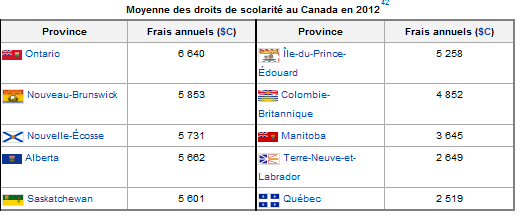 Moyenne des droits de scolarité au Canada en 2012 42
Province Frais annuels ($C) Province Frais annuels ($C)
Ontario 6 640 Île-du-Prince-
Édouard 5 258
Nouveau-Brunswick 5 853 Colombie-
Britannique 4 852
Nouvelle-Écosse 5 731 Manitoba 3 645
Alberta 5 662 Terre-Neuve-et-
Labrador 2 649
Saskatchewan 5 601 Québec 2 519